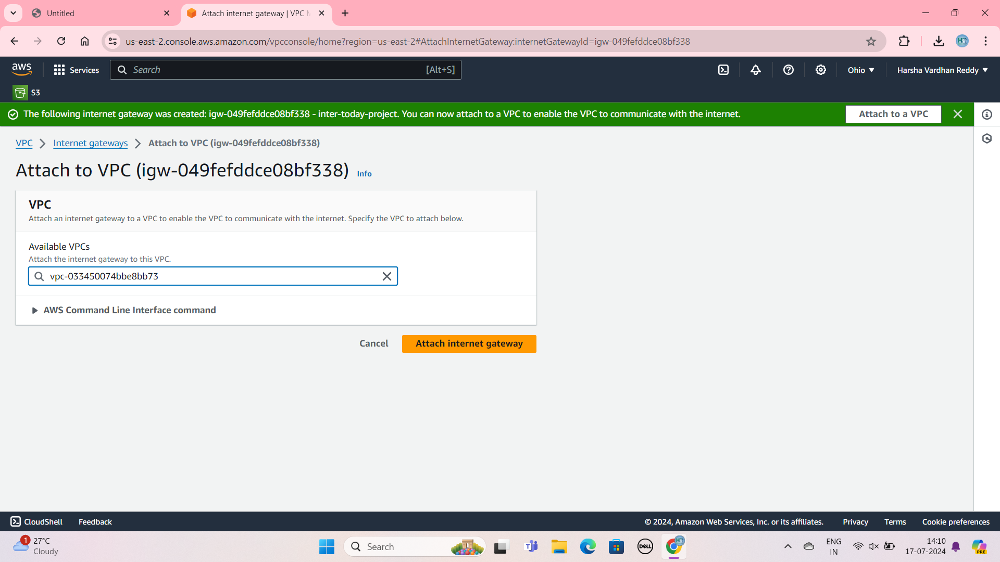 Untitled
Attach internet gateway | VPC M
us-east-2.console.aws.amazon.com/vpcconsole/home?region=us-east-2#AttachInternetGateway:internetGatewayId=igw-049fefddce08bf338
HR
aws
Services
Search
[Alt+S]
Ohio
Harsha Vardhan Reddy
S3
The following internet gateway was created: igw-049fefddce08bf338 - inter-today-project. You can now attach to a VPC to enable the VPC to communicate with the internet.
Attach to a VPC
VPC
Internet gateways
Attach to VPC (igw-049fefddce08bf338)
Attach to VPC (igw-049fefddce08bf338)
Info
VPC
Attach an internet gateway to a VPC to enable the VPC to communicate with the internet. Specify the VPC to attach below.
Available VPCs
Attach the internet gateway to this VPC.
vpc-033450074bbe8bb73
AWS Command Line Interface command
Cancel
Attach internet gateway
CloudShell
Feedback
© 2024, Amazon Web Services, Inc. or its affiliates.
Privacy
Terms
Cookie preferences
1
27°C
Cloudy
Search
DELL
ENG
IN
14:10
17-07-2024
PRE